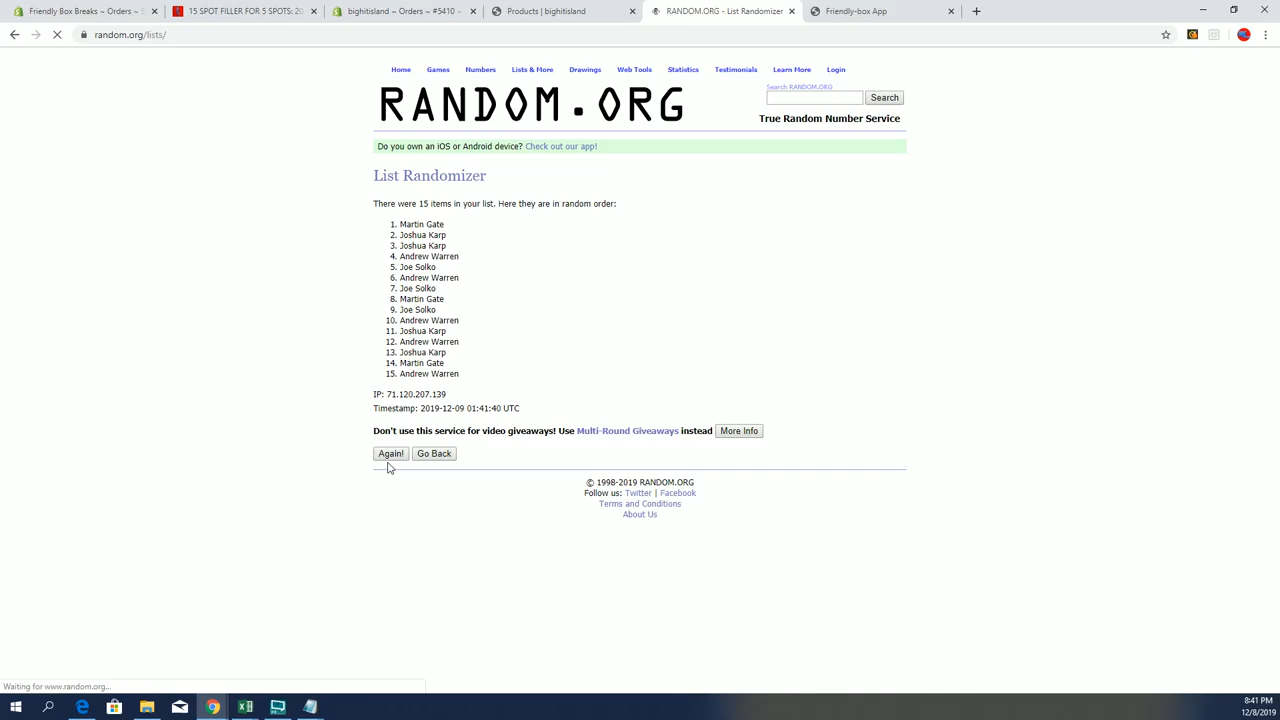 Friendly Box Breaks ~ Orders ~ S
15 SPOT FILLER FOR 5 SPOTS: 20
bighitisland ~ Orders ~ #5410 ~
Products | bighitisland
RANDOM.ORG - List Randomizer
Friendly-box App
random.org/lists/
Home Games Numbers Lists & More Drawings Web Tools Statistics Testimonials Learn More Login
RANDOM.ORG
Search RANDOM.ORG
Search
True Random Number Service
Do you own an iOS or Android device? Check out our app!
List Randomizer
There were 15 items in your list. Here they are in random order:
1. Martin Gate
2. Joshua Karp
3. Joshua Karp
4. Andrew Warren
5. Joe Solko
6. Andrew Warren
7. Joe Solko
8. Martin Gate
9. Joe Solko
10. Andrew Warren
11. Joshua Karp
12. Andrew Warren
13. Joshua Karp
14. Martin Gate
15. Andrew Warren
IP: 71.120.207.139
Timestamp: 2019-12-09 01:41:40 UTC
Don't use this service for video giveaways! Use Multi-Round Giveaways instead More Info
Again! Go Back
© 1998-2019 RANDOM.ORG
Follow us: Twitter | Facebook
Terms and Conditions
About Us
Waiting for www.random.org...
8:41 PM
12/8/2019